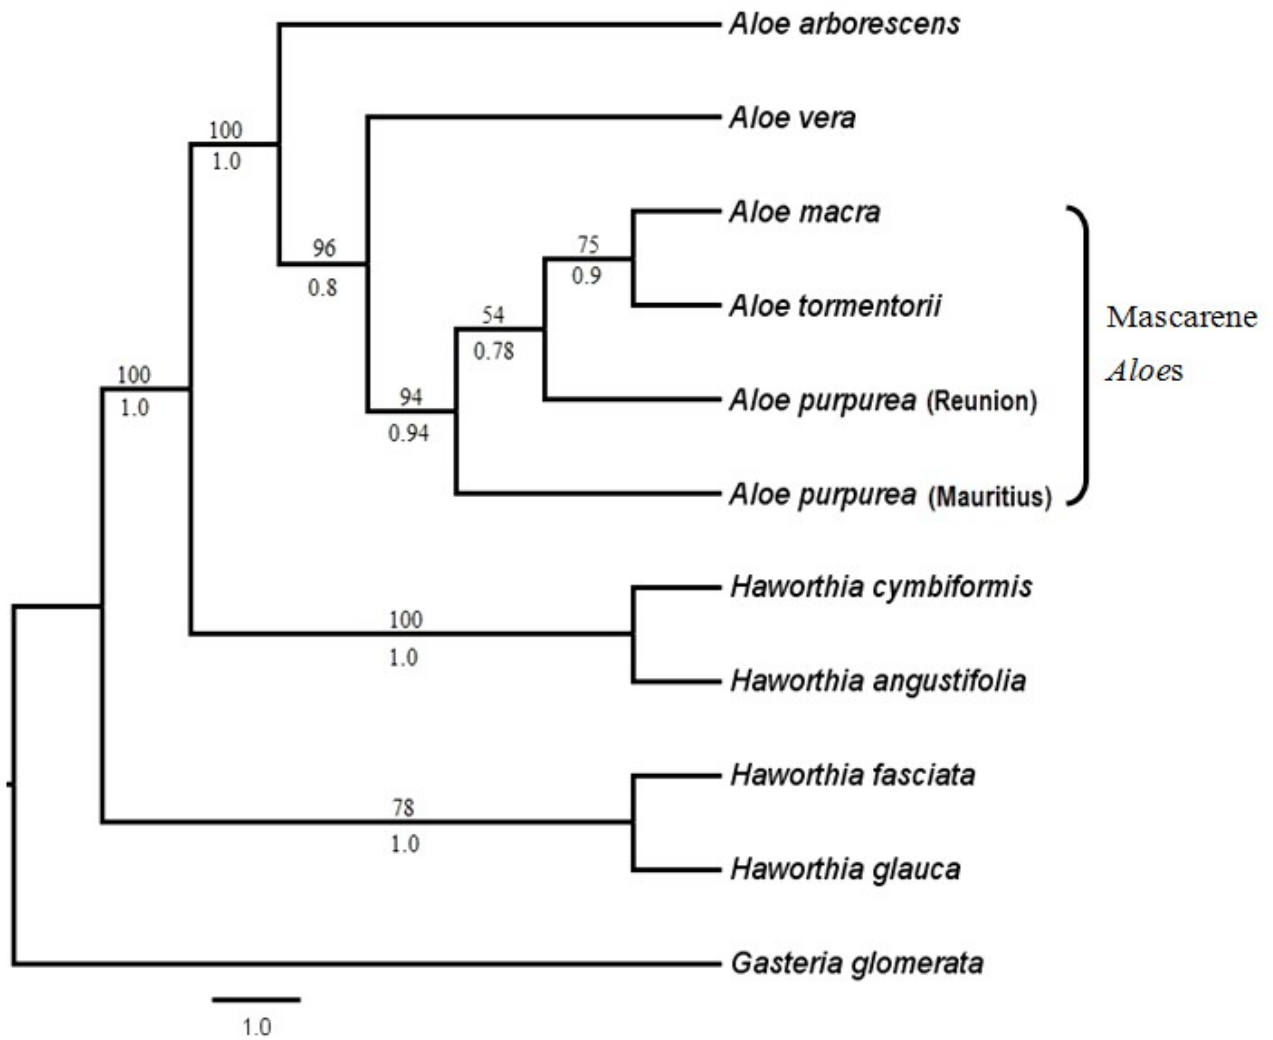 Aloe arborescens
100
1.0
Aloe vera
96
0.8
Aloe macra
75
0.9
Aloe tormentorii
54
0.78
Mascarene
Aloes
Aloe purpurea (Reunion)
94
0.94
100
1.0
Aloe purpurea (Mauritius)
Haworthia cymbiformis
100
1.0
Haworthia angustifolia
Haworthia fasciata
78
1.0
Haworthia glauca
Gasteria glomerata
1.0